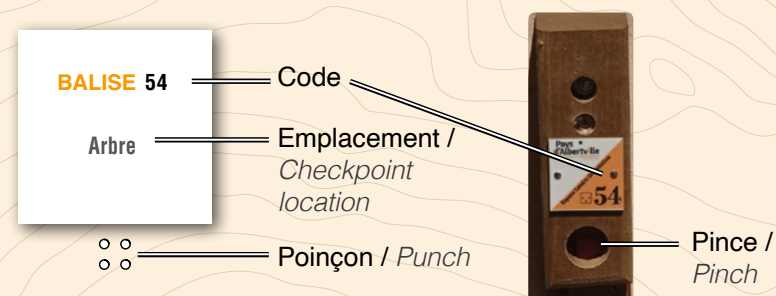 BALISE 54
Arbre
Code
Emplacement /
Checkpoint
location
Poinçon / Punch
Pays
d'Albertville
54
Pince /
Pinch